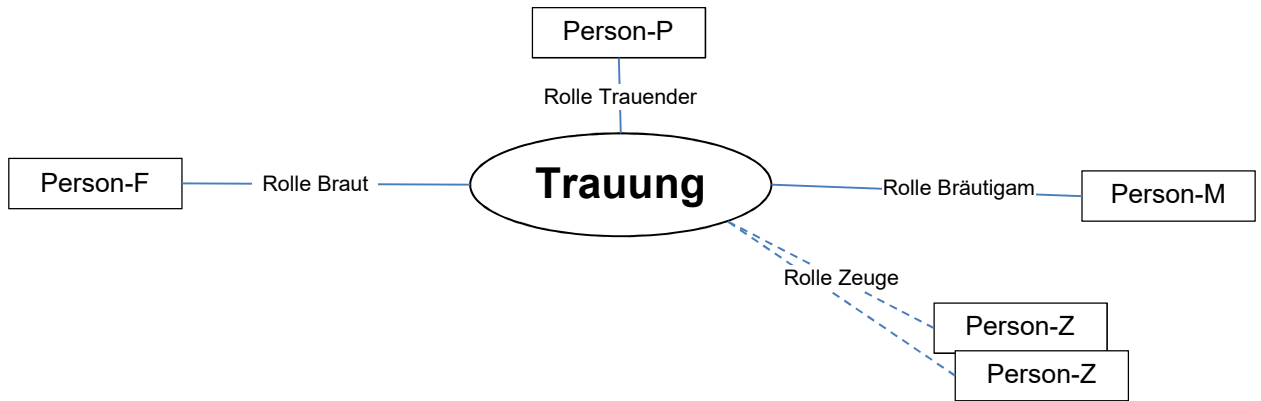 Person-P
Rolle Trauender
Person-F
Rolle Braut
Trauung
Rolle Bräutigam
Person-M
Rolle Zeuge
Person-Z
Person-Z